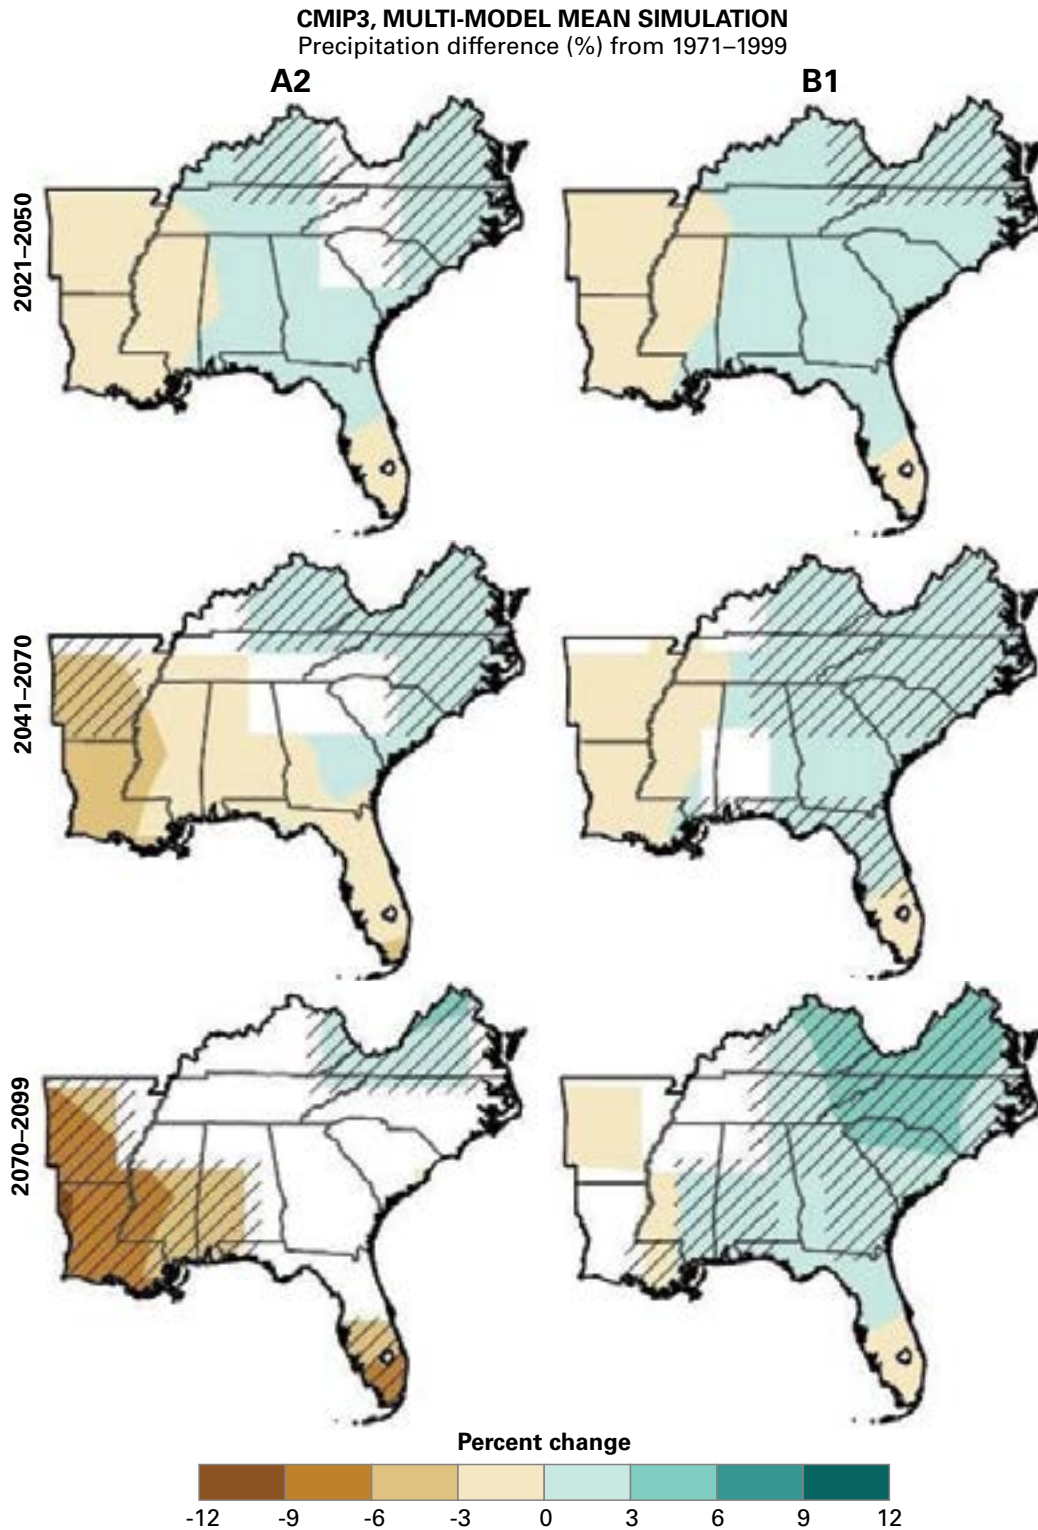 CMIP3, MULTI-MODEL MEAN SIMULATION
Precipitation difference (%) from 1971–1999
A2 B1
2021–2050
2041–2070
2070–2099
Percent change
-12 -9 -6 -3 0 3 6 9 12